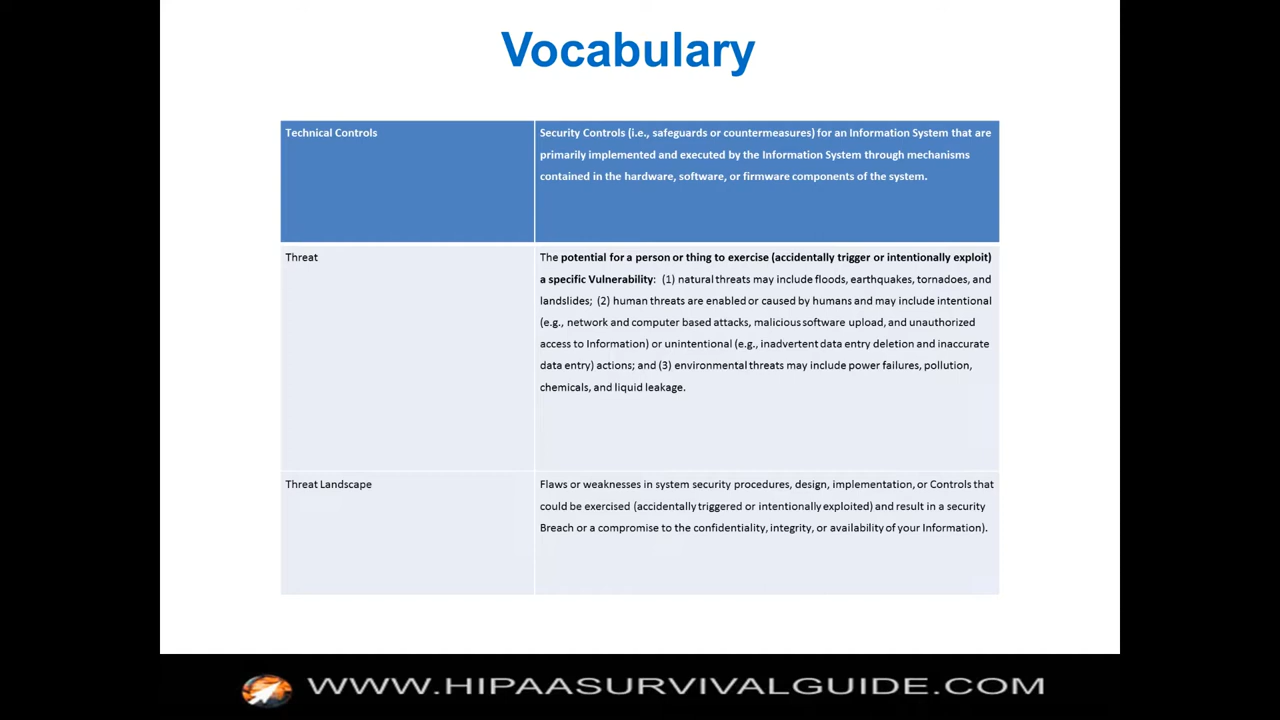 Vocabulary
Technical Controls
Security Controls (i.e., safeguards or countermeasures) for an Information System that are
primarily implemented and executed by the Information System through mechanisms
contained in the hardware, software, or firmware components of the system.
Threat
The potential for a person or thing to exercise (accidentally trigger or intentionally exploit)
a specific Vulnerability: (1) natural threats may include floods, earthquakes, tornadoes, and
landslides; (2) human threats are enabled or caused by humans and may include intentional
(e.g., network and computer based attacks, malicious software upload, and unauthorized
access to Information) or unintentional (e.g., inadvertent data entry deletion and inaccurate
data entry) actions; and (3) environmental threats may include power failures, pollution,
chemicals, and liquid leakage.
Threat Landscape
Flaws or weaknesses in system security procedures, design, implementation, or Controls that
could be exercised (accidentally triggered or intentionally exploited) and result in a security
Breach or a compromise to the confidentiality, integrity, or availability of your Information).
WWW.HIPAASURVIVALGUIDE.COM